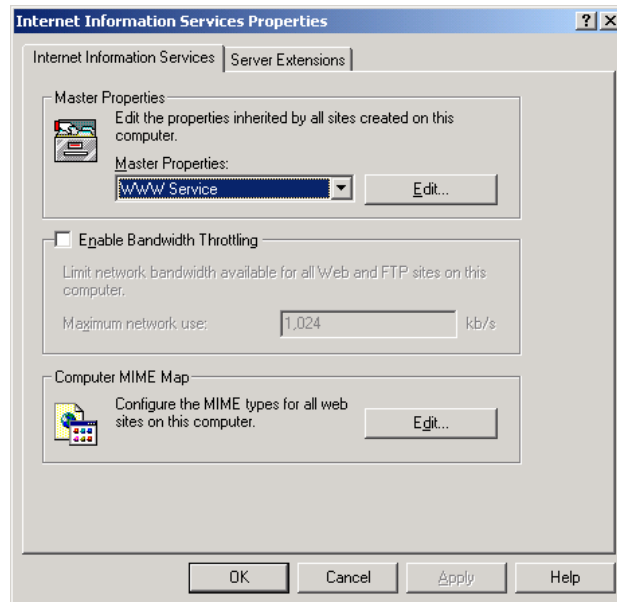 Internet Information Services Properties
Internet Information Services
Server Extensions
Master Properties
Edit the properties inherited by all sites created on this
computer.
Master Properties:
WWW Service
Edit...
Enable Bandwidth Throttling
Limit network bandwidth available for all Web and FTP sites on this
computer.
Maximum network use:
1,024
kb/s
Computer MIME Map
Configure the MIME types for all web
sites on this computer.
Edit...
OK
Cancel
Apply
Help